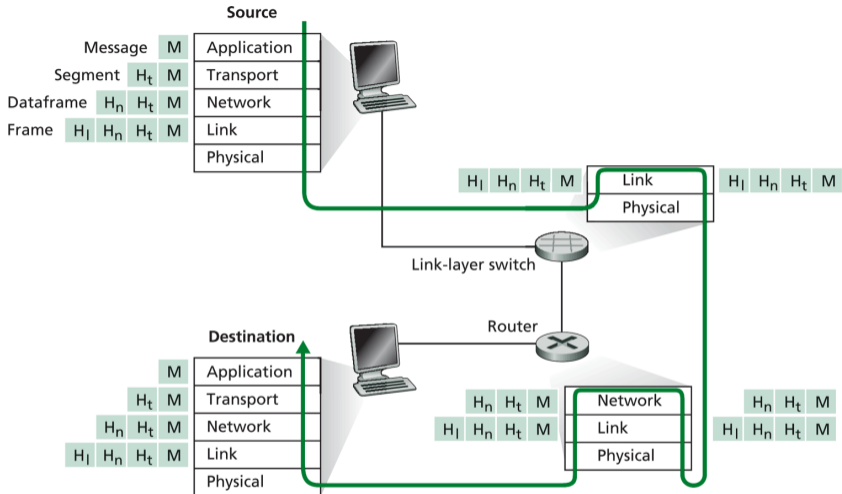 Source
Message M Application
Segment Ht M Transport
Dataframe Hn Ht M Network
Frame Hl Hn Ht M Link
Physical
Hl Hn Ht M Link Hl Hn Ht M
Physical
Link-layer switch
Router
Destination
M Application
Ht M Transport
Hn Ht M Network
Hl Hn Ht M Link
Physical
Hn Ht M Network Hn Ht M
Hl Hn Ht M Link Hl Hn Ht M
Physical